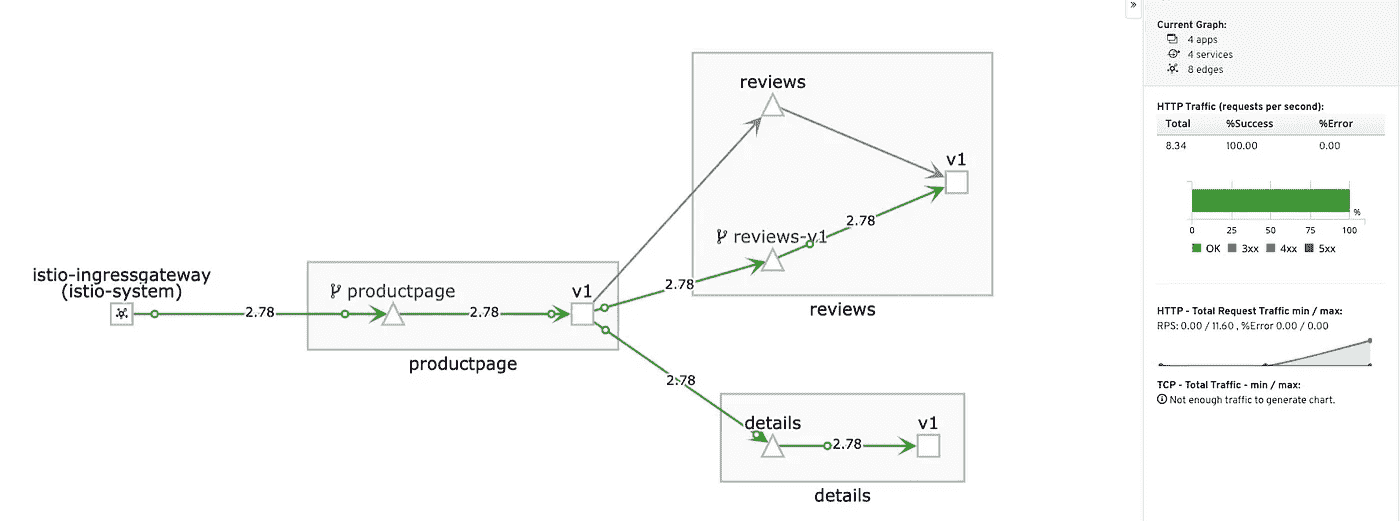 »
reviews
v1
reviews-v1
2.78
2.78
reviews
istio-ingressgateway
(istio-system)
2.78
productpage
2.78
v1
productpage
2.78
details
2.78
v1
details
Current Graph:
4 apps
4 services
8 edges
HTTP Traffic (requests per second):
Total %Success %Error
8.34 100.00 0.00
%
0 25 50 75 100
OK 3xx 4xx 5xx
HTTP - Total Request Traffic min / max:
RPS: 0.00 / 11.60 , %Error 0.00 / 0.00
TCP - Total Traffic - min / max:
Not enough traffic to generate chart.